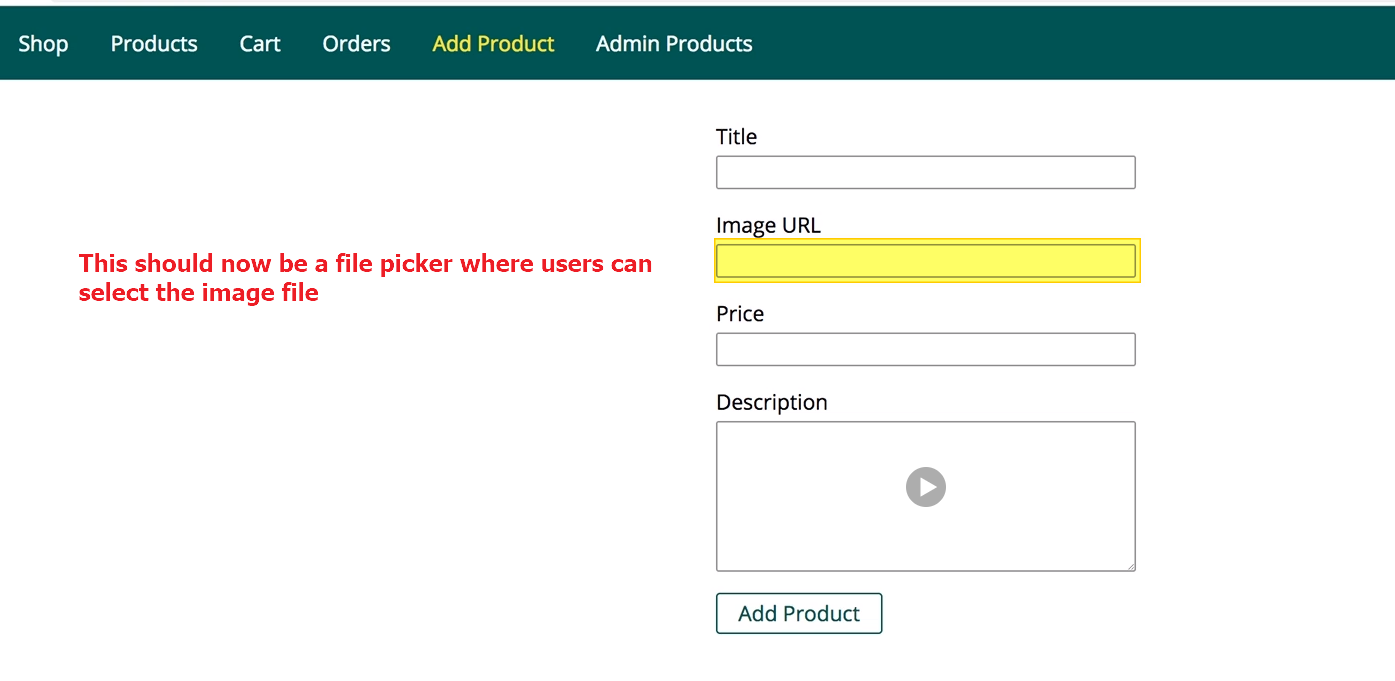 Shop Products Cart Orders Add Product Admin Products
Title
Image URL
This should now be a file picker where users can
select the image file
Price
Description
Add Product